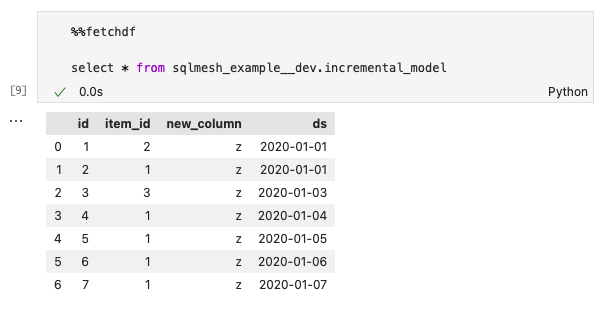 %%fetchdf
select * from sqlmesh_example__dev.incremental_model
[9] ✓ 0.0s Python
...
id item_id new_column ds
0 1 2 z 2020-01-01
1 2 1 z 2020-01-01
2 3 3 z 2020-01-03
3 4 1 z 2020-01-04
4 5 1 z 2020-01-05
5 6 1 z 2020-01-06
6 7 1 z 2020-01-07